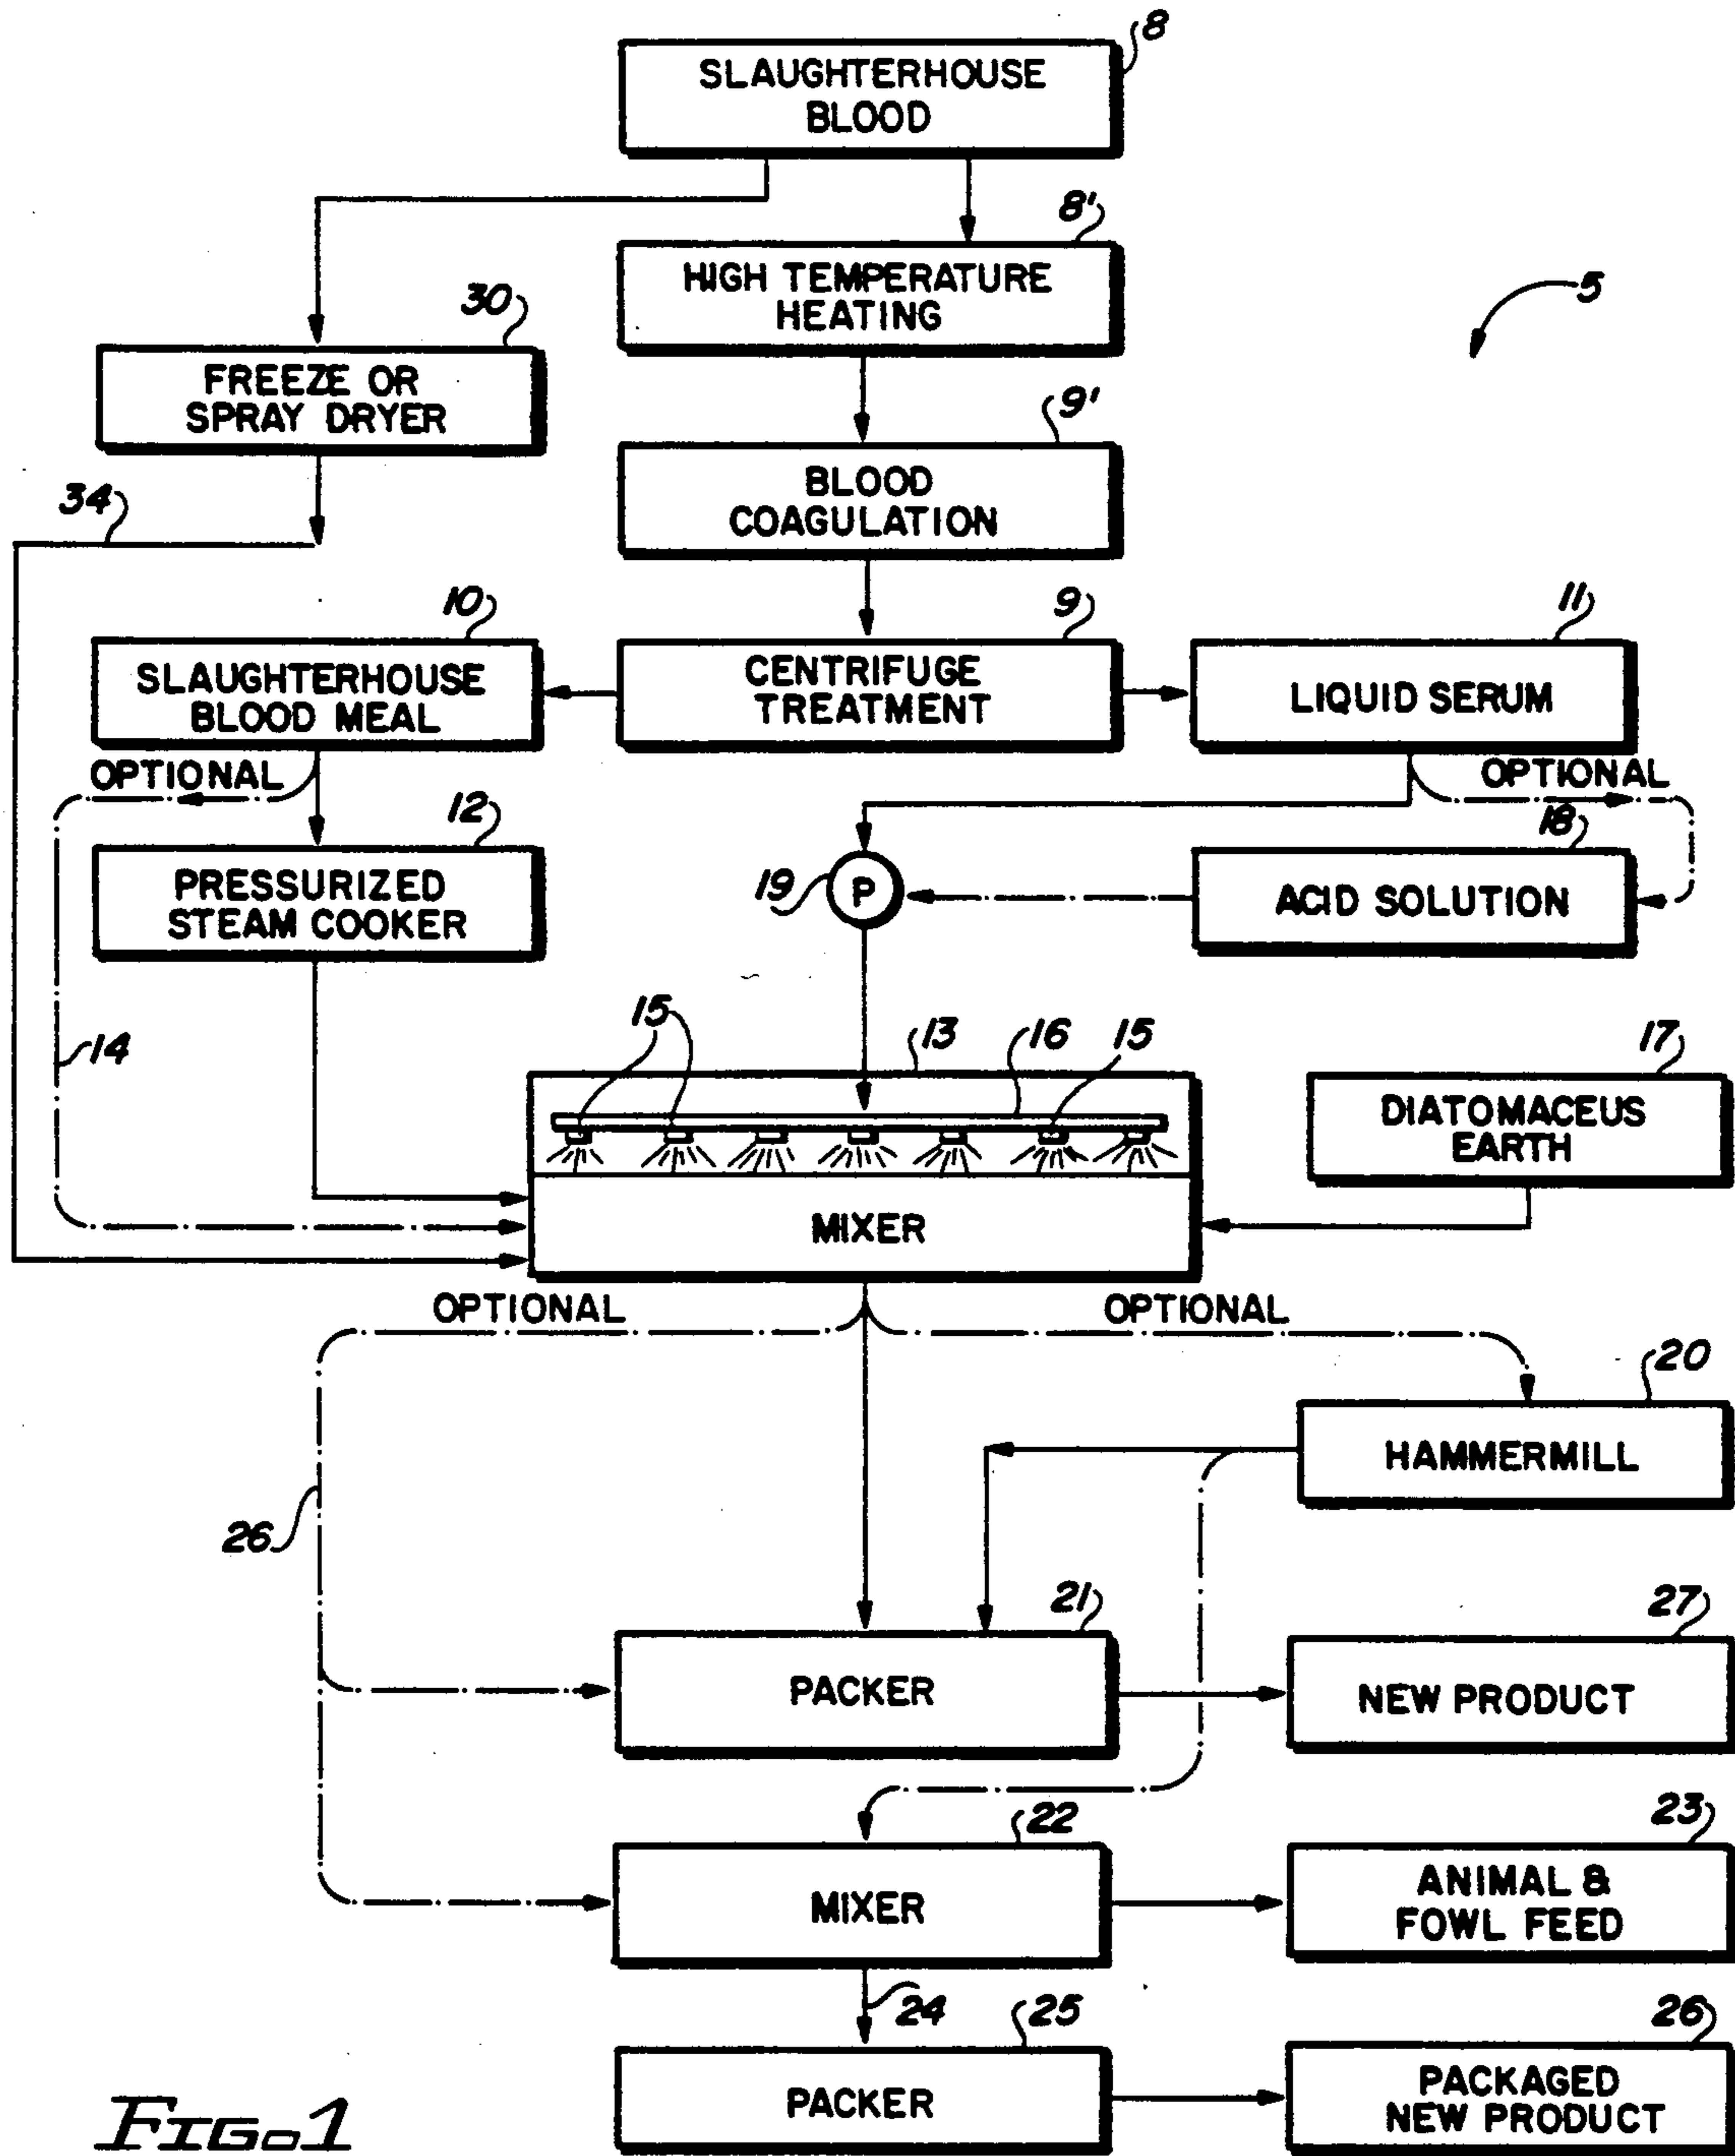 8
SLAUGHTERHOUSE
BLOOD
8'
HIGH TEMPERATURE
HEATING
5
30
FREEZE OR
SPRAY DRYER
9'
BLOOD
COAGULATION
34
10
SLAUGHTERHOUSE
BLOOD MEAL
9
CENTRIFUGE
TREATMENT
11
LIQUID SERUM
OPTIONAL
OPTIONAL
12
PRESSURIZED
STEAM COOKER
19
P
18
ACID SOLUTION
14
15
13
16
15
17
DIATOMACEUS
EARTH
MIXER
OPTIONAL
OPTIONAL
20
HAMMERMILL
26
21
PACKER
27
NEW PRODUCT
22
MIXER
23
ANIMAL &
FOWL FEED
24
25
PACKER
26
PACKAGED
NEW PRODUCT
FIG. 1